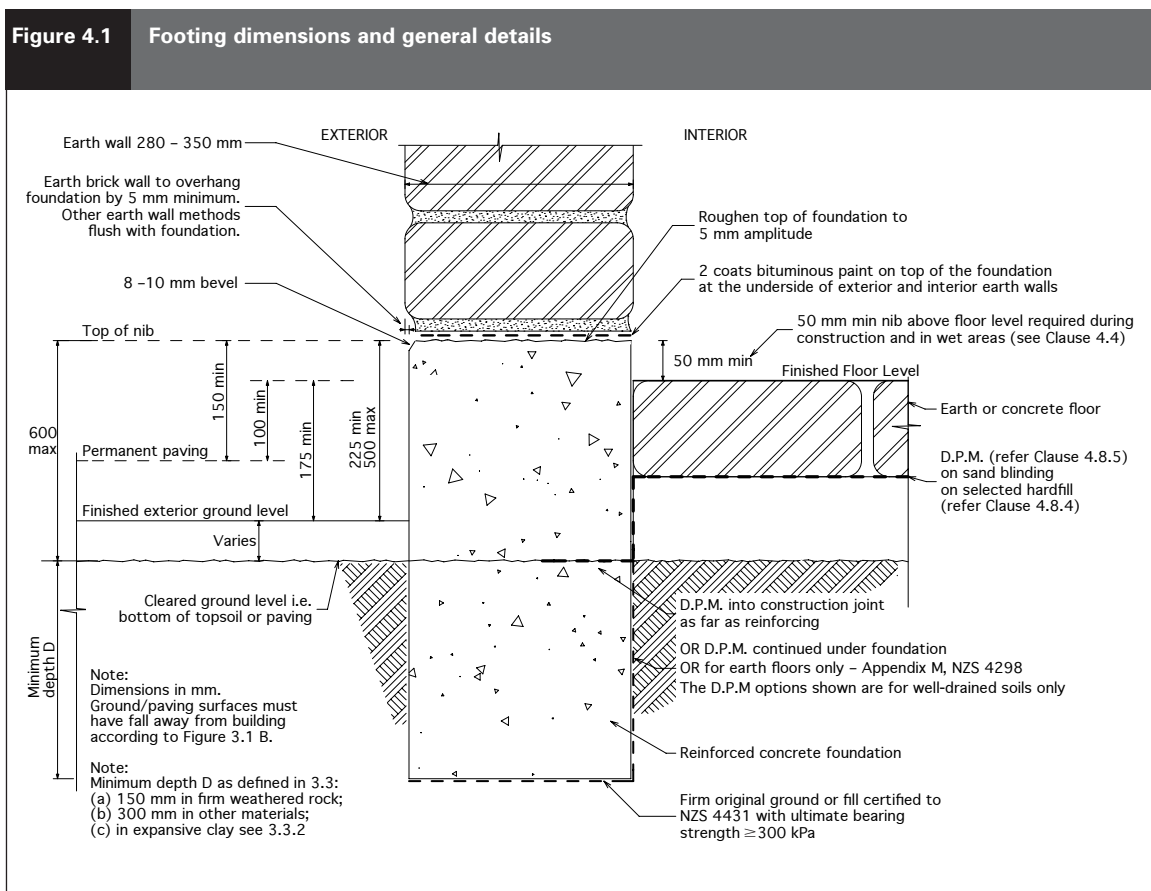 Figure 4.1 Footing dimensions and general details
EXTERIOR
INTERIOR
Earth wall 280 – 350 mm
Earth brick wall to overhang
foundation by 5 mm minimum.
Other earth wall methods
flush with foundation.
8 –10 mm bevel
Roughen top of foundation to
5 mm amplitude
2 coats bituminous paint on top of the foundation
at the underside of exterior and interior earth walls
50 mm min nib above floor level required during
construction and in wet areas (see Clause 4.4)
Top of nib
50 mm min
Finished Floor Level
150 min
100 min
175 min
225 min
500 max
600
max
Permanent paving
Earth or concrete floor
D.P.M. (refer Clause 4.8.5)
on sand blinding
on selected hardfill
(refer Clause 4.8.4)
Finished exterior ground level
Varies
Cleared ground level i.e.
bottom of topsoil or paving
D.P.M. into construction joint
as far as reinforcing
OR D.P.M. continued under foundation
OR for earth floors only – Appendix M, NZS 4298
The D.P.M options shown are for well-drained soils only
Minimum
depth D
Note:
Dimensions in mm.
Ground/paving surfaces must
have fall away from building
according to Figure 3.1 B.
Reinforced concrete foundation
Note:
Minimum depth D as defined in 3.3:
(a) 150 mm in firm weathered rock;
(b) 300 mm in other materials;
(c) in expansive clay see 3.3.2
Firm original ground or fill certified to
NZS 4431 with ultimate bearing
strength ≥300 kPa